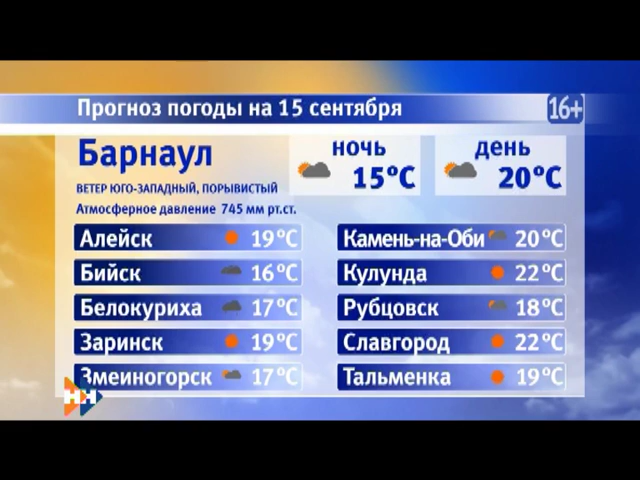 Прогноз погоды на 15 сентября 16+
Барнаул
ночь 15°С
день 20°С
ВЕТЕР ЮГО-ЗАПАДНЫЙ, ПОРЫВИСТЫЙ
Атмосферное давление 745 мм рт.ст.
Алейск 19°С
Бийск 16°С
Белокуриха 17°С
Заринск 19°С
Змеиногорск 17°С
Камень-на-Оби 20°С
Кулунда 22°С
Рубцовск 18°С
Славгород 22°С
Тальменка 19°С
НН